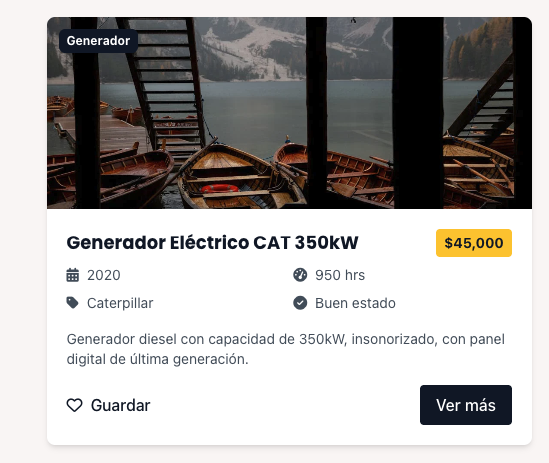 Generador
Generador Eléctrico CAT 350kW
$45,000
2020
950 hrs
Caterpillar
Buen estado
Generador diesel con capacidad de 350kW, insonorizado, con panel
digital de última generación.
Guardar
Ver más